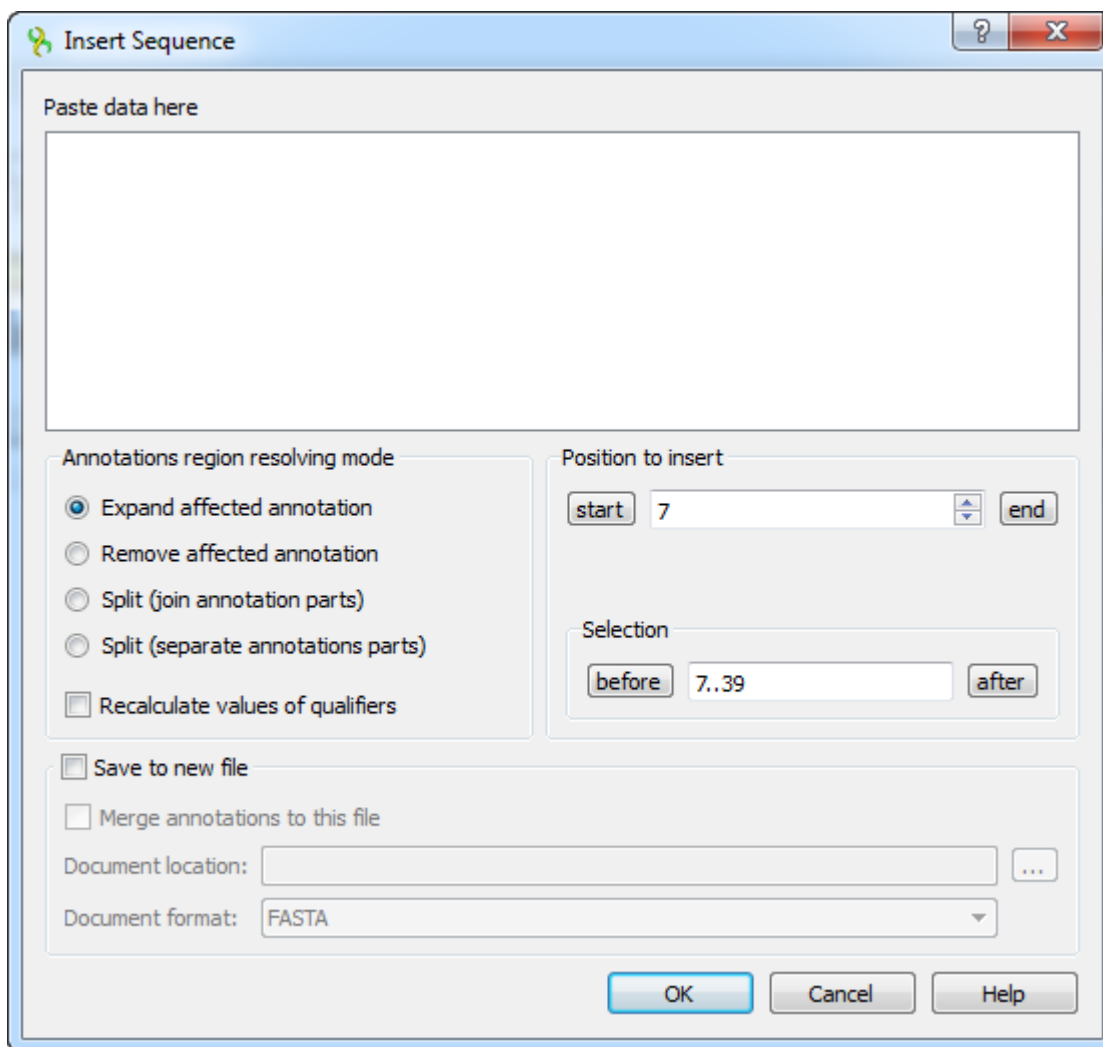 Insert Sequence
Paste data here
Annotations region resolving mode
Expand affected annotation
Remove affected annotation
Split (join annotation parts)
Split (separate annotations parts)
Recalculate values of qualifiers
Position to insert
start 7 end
Selection
before 7..39 after
Save to new file
Merge annotations to this file
Document location: ...
Document format: FASTA
OK Cancel Help